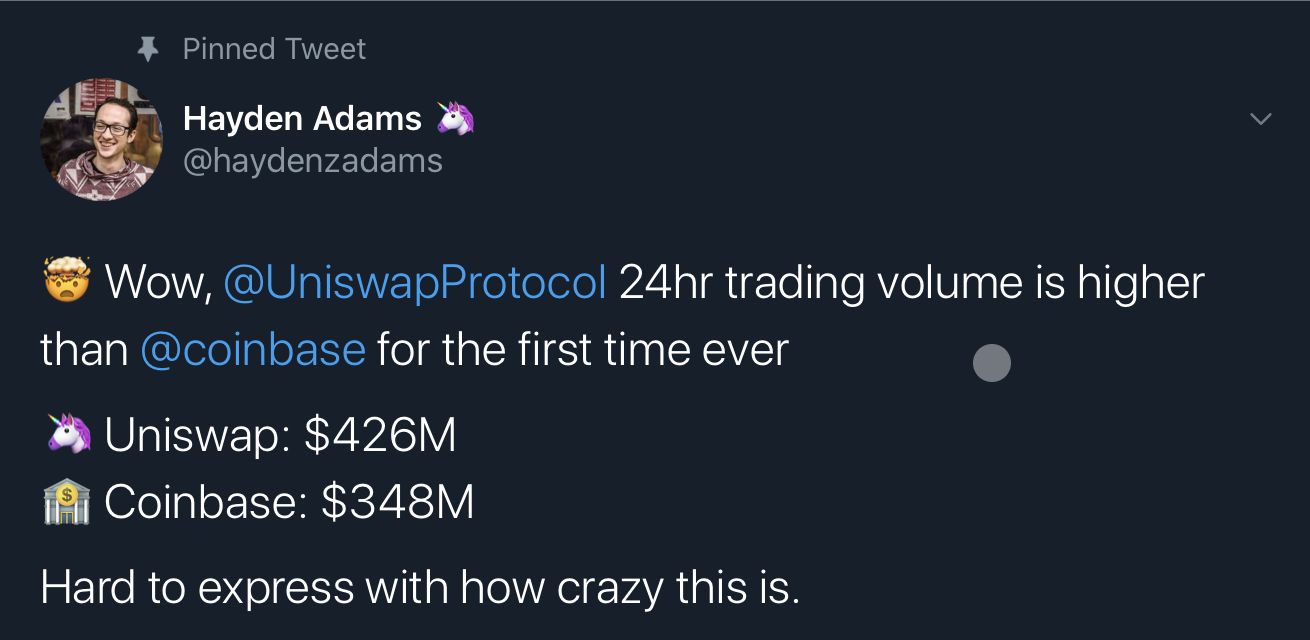 Pinned Tweet
Hayden Adams 🦄
@haydenzadams
🤯 Wow, @UniswapProtocol 24hr trading volume is higher
than @coinbase for the first time ever
🦄 Uniswap: $426M
🏦 Coinbase: $348M
Hard to express with how crazy this is.